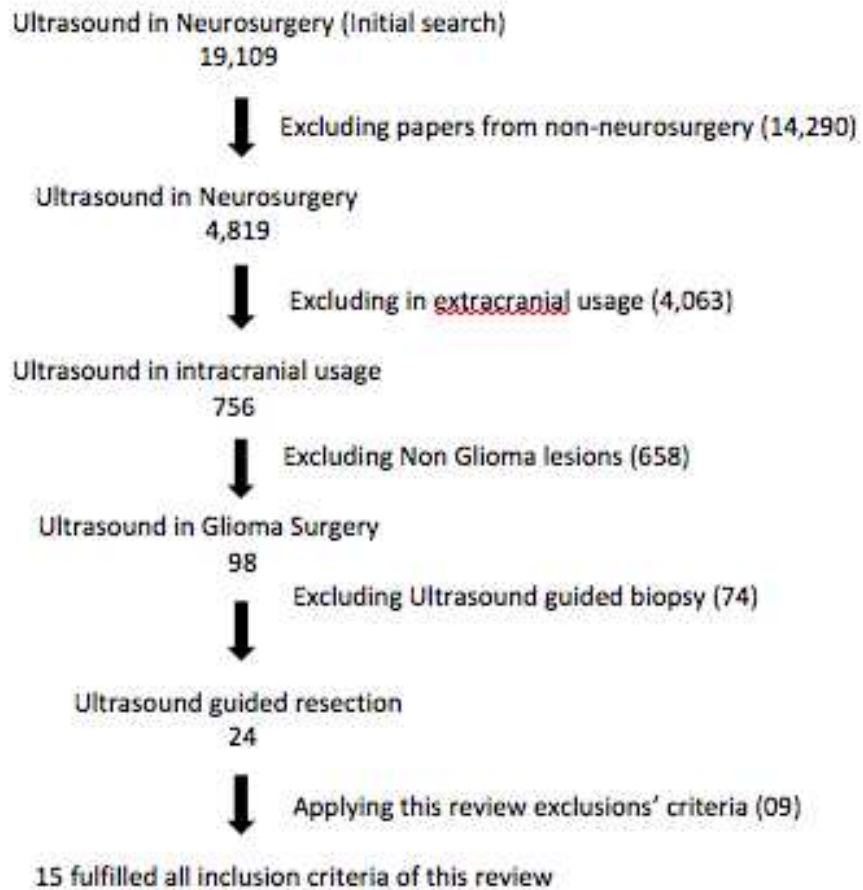 Ultrasound in Neurosurgery (Initial search)
19,109
Excluding papers from non-neurosurgery (14,290)
Ultrasound in Neurosurgery
4,819
Excluding in extracranial usage (4,063)
Ultrasound in intracranial usage
756
Excluding Non Glioma lesions (658)
Ultrasound in Glioma Surgery
98
Excluding Ultrasound guided biopsy (74)
Ultrasound guided resection
24
Applying this review exclusions’ criteria (09)
15 fulfilled all inclusion criteria of this review